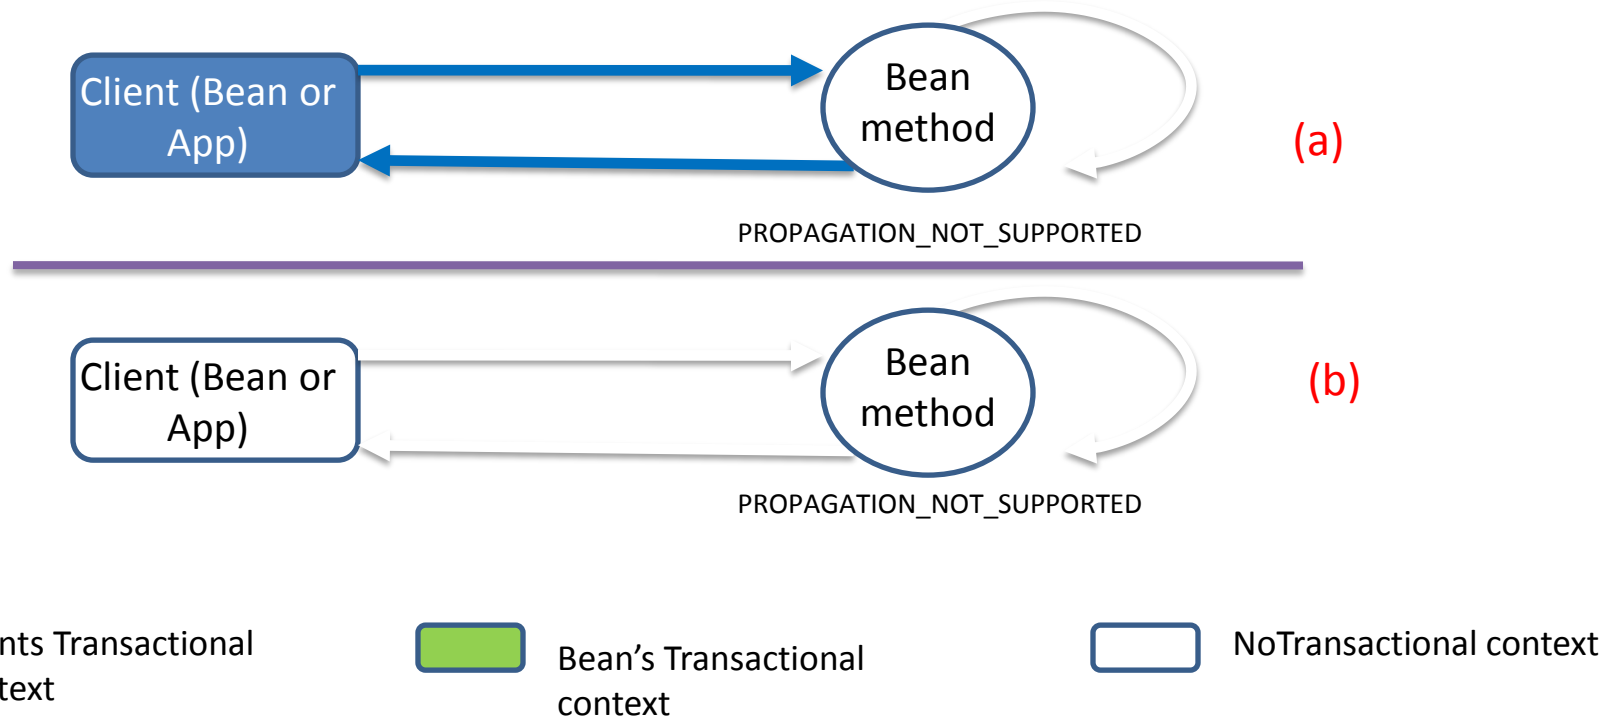 Client (Bean or
App)
Bean
method
(a)
PROPAGATION_NOT_SUPPORTED
Client (Bean or
App)
Bean
method
(b)
PROPAGATION_NOT_SUPPORTED
nts Transactional
text
Bean’s Transactional
context
NoTransactional context